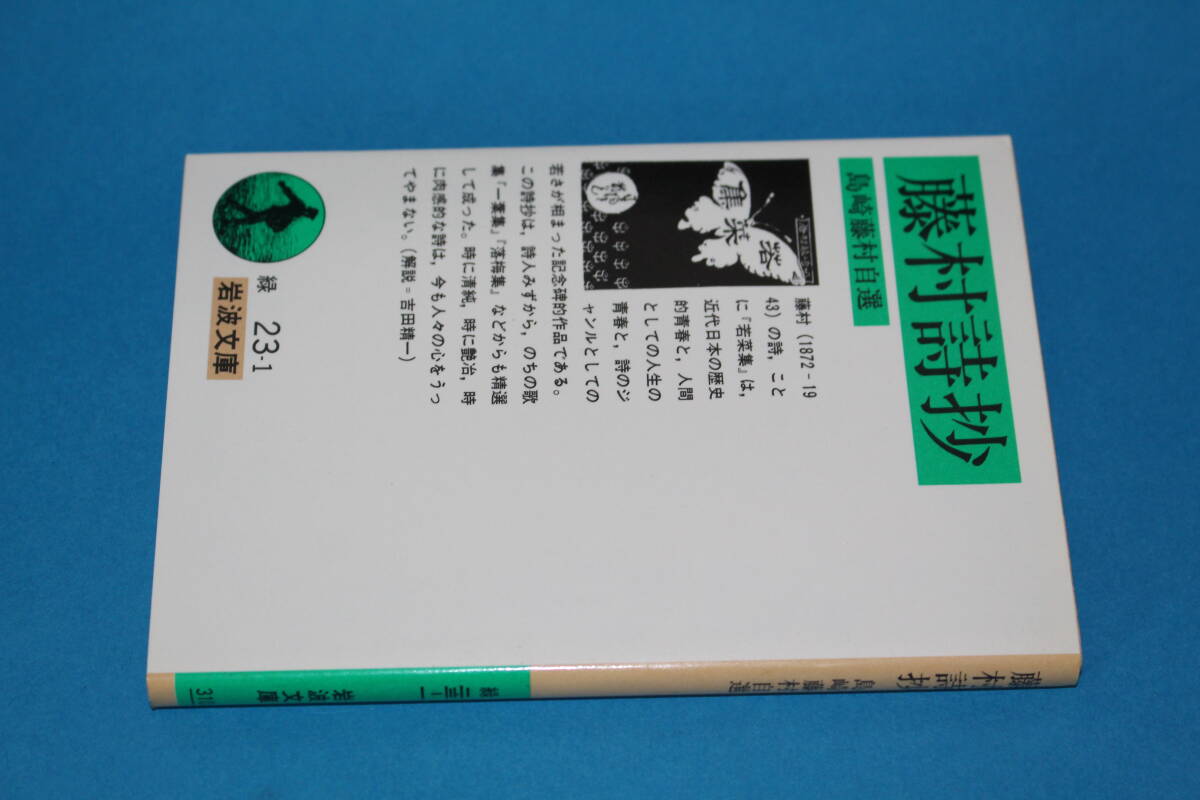 藤村詩抄
島崎藤村自選
若菜集
藤村（1872-19
43）の詩，こと
に『若菜集』は，
近代日本の歴史
的青春と，人間
としての人生の
青春と，詩のジ
ャンルとしての
若さが相まった記念碑的作品である。
この詩抄は，詩人みずから，のちの歌
集『一葉集』『落梅集』などからも精選
して成った。時に清純，時に艶冶，時
に肉感的な詩は，今も人々の心をうっ
てやまない。（解説＝吉田精一）
緑 23-1
岩波文庫
藤村詩抄
島崎藤村自選
緑 二三-一
岩波文庫
310